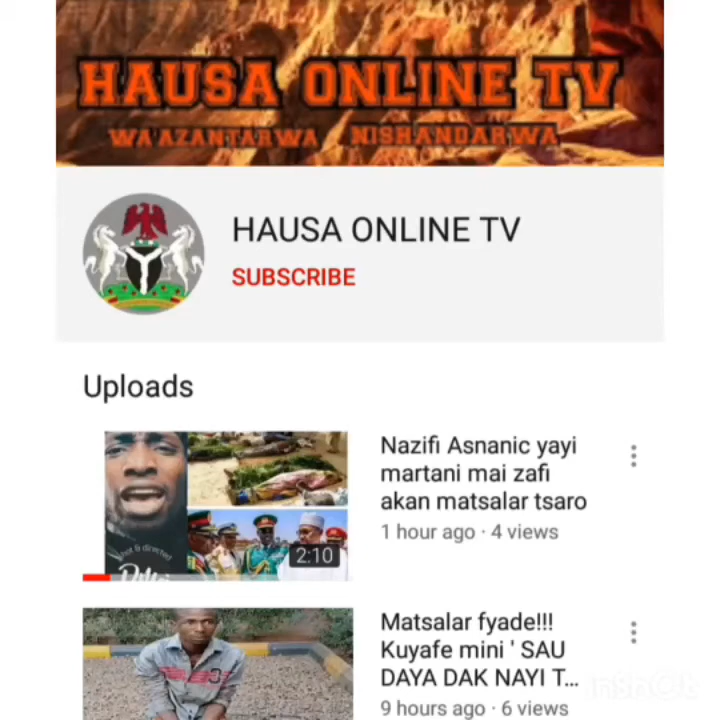 HAUSA ONLINE TV
WA'AZANTARWA NISHANDARWA
HAUSA ONLINE TV
SUBSCRIBE
Uploads
Nazifi Asnanic yayi
martani mai zafi
akan matsalar tsaro
1 hour ago · 4 views
2:10
Matsalar fyade!!!
Kuyafe mini ' SAU
DAYA DAK NAYI T...
9 hours ago · 6 views